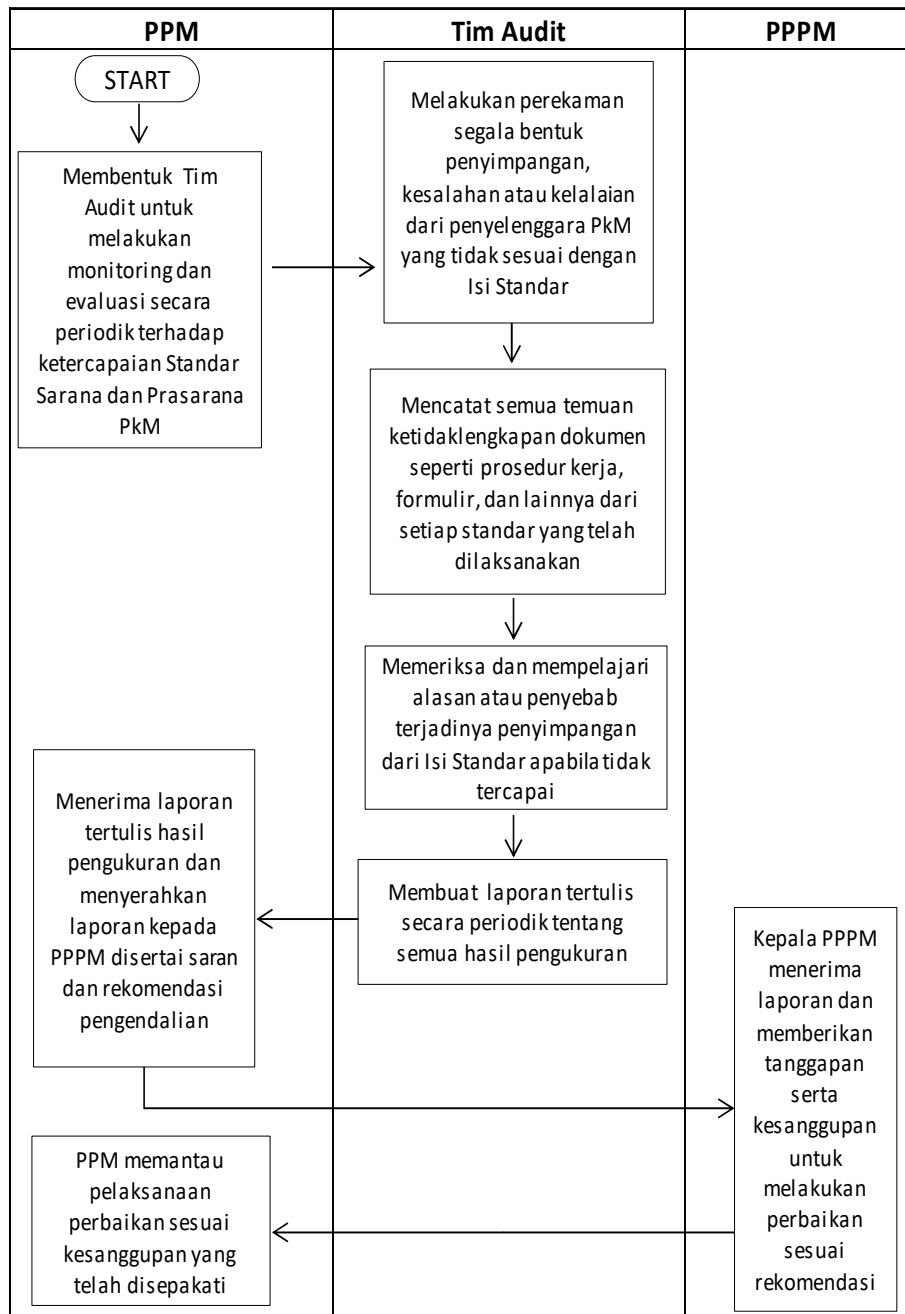 PPM
Tim Audit
PPPM
START
Membentuk Tim
Audit untuk
melakukan
monitoring dan
evaluasi secara
periodik terhadap
ketercapaian Standar
Sarana dan Prasarana
PkM
Melakukan perekaman
segala bentuk
penyimpangan,
kesalahan atau kelalaian
dari penyelenggara PkM
yang tidak sesuai dengan
Isi Standar
Mencatat semua temuan
ketidaklengkapan dokumen
seperti prosedur kerja,
formulir, dan lainnya dari
setiap standar yang telah
dilaksanakan
Memeriksa dan mempelajari
alasan atau penyebab
terjadinya penyimpangan
dari Isi Standar apabila tidak
tercapai
Membuat laporan tertulis
secara periodik tentang
semua hasil pengukuran
Menerima laporan
tertulis hasil
pengukuran dan
menyerahkan
laporan kepada
PPPM disertai saran
dan rekomendasi
pengendalian
Kepala PPPM
menerima
laporan dan
memberikan
tanggapan
serta
kesanggupan
untuk
melakukan
perbaikan
sesuai
rekomendasi
PPM memantau
pelaksanaan
perbaikan sesuai
kesanggupan yang
telah disepakati